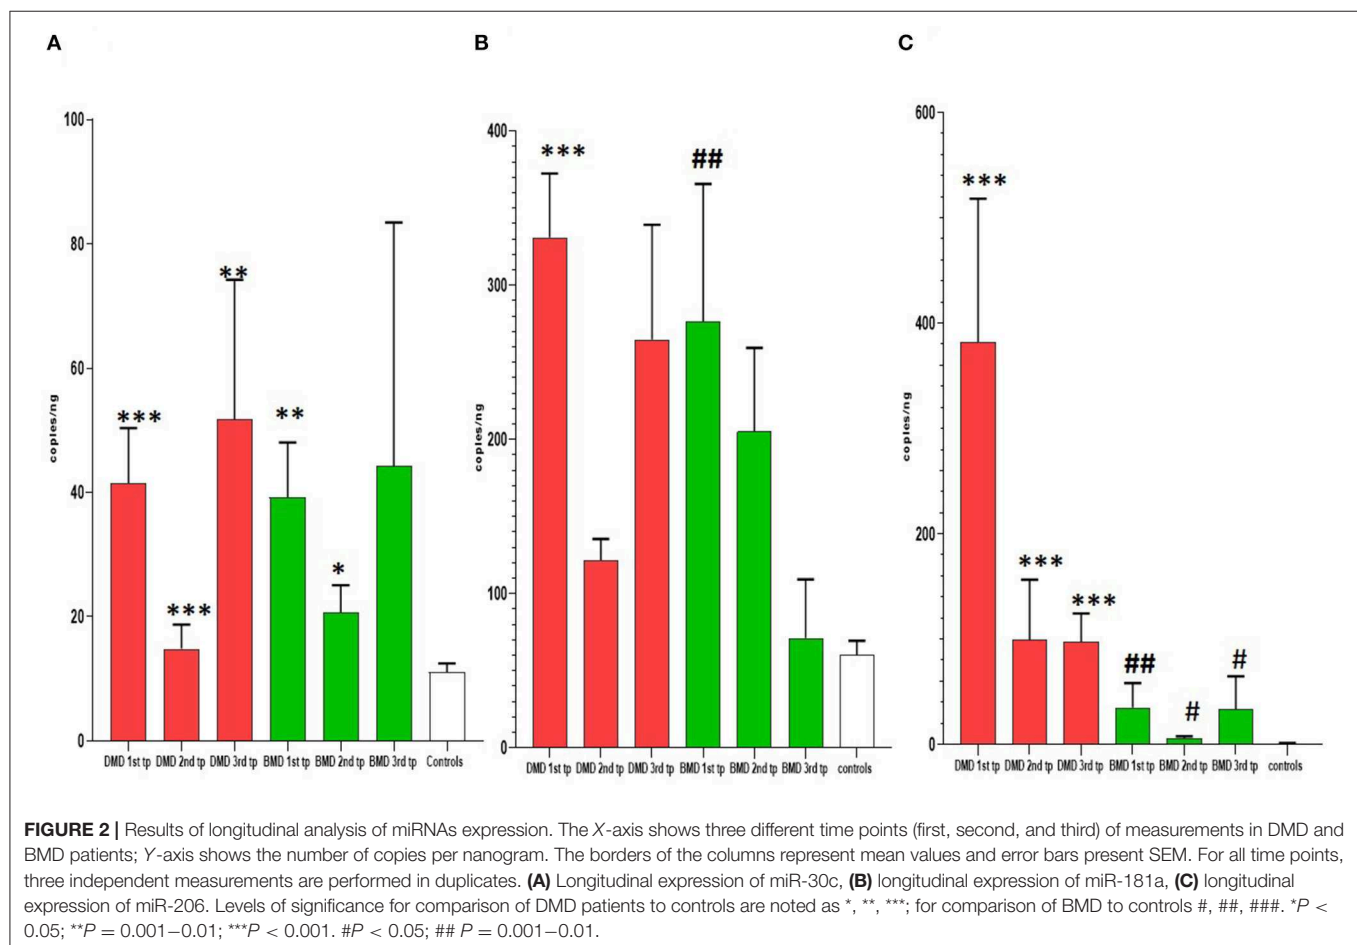 A
B
C
100
80
60
40
20
0
copies/ng
***
***
**
**
*
DMD 1st tp DMD 2nd tp DMD 3rd tp BMD 1st tp BMD 2nd tp BMD 3rd tp Controls
400
300
200
100
0
copies/ng
***
##
DMD 1st tp DMD 2nd tp DMD 3rd tp BMD 1st tp BMD 2nd tp BMD 3rd tp controls
600
400
200
0
copies/ng
***
***
***
##
#
#
DMD 1st tp DMD 2nd tp DMD 3rd tp BMD 1st tp BMD 2nd tp BMD 3rd tp controls
FIGURE 2 | Results of longitudinal analysis of miRNAs expression. The X-axis shows three different time points (first, second, and third) of measurements in DMD and
BMD patients; Y-axis shows the number of copies per nanogram. The borders of the columns represent mean values and error bars present SEM. For all time points,
three independent measurements are performed in duplicates. (A) Longitudinal expression of miR-30c, (B) longitudinal expression of miR-181a, (C) longitudinal
expression of miR-206. Levels of significance for comparison of DMD patients to controls are noted as *, **, ***; for comparison of BMD to controls #, ##, ###. *P <
0.05; **P = 0.001–0.01; ***P < 0.001. #P < 0.05; ## P = 0.001–0.01.